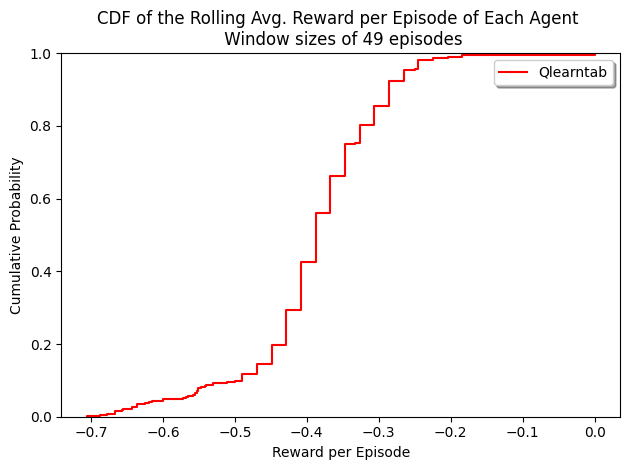 CDF of the Rolling Avg. Reward per Episode of Each Agent
Window sizes of 49 episodes
Qlearntab
Cumulative Probability
1.0
0.8
0.6
0.4
0.2
0.0
−0.7 −0.6 −0.5 −0.4 −0.3 −0.2 −0.1 0.0
Reward per Episode